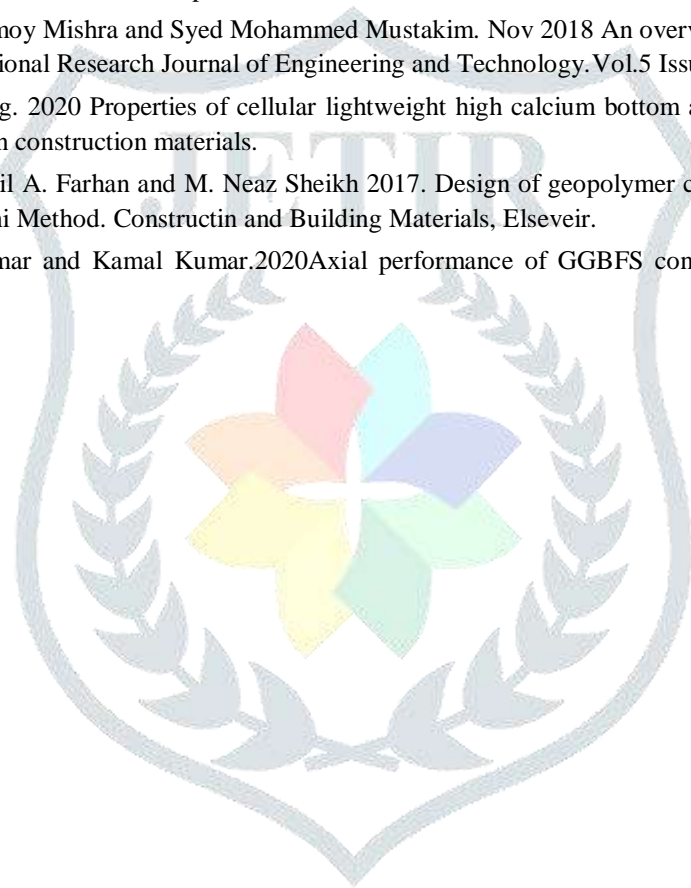 moy Mishra and Syed Mohammed Mustakim. Nov 2018 An overv
ional Research Journal of Engineering and Technology.Vol.5 Issu
g. 2020 Properties of cellular lightweight high calcium bottom a
n construction materials.
il A. Farhan and M. Neaz Sheikh 2017. Design of geopolymer c
ni Method. Constructin and Building Materials, Elseveir.
mar and Kamal Kumar.2020Axial performance of GGBFS con
JETIR